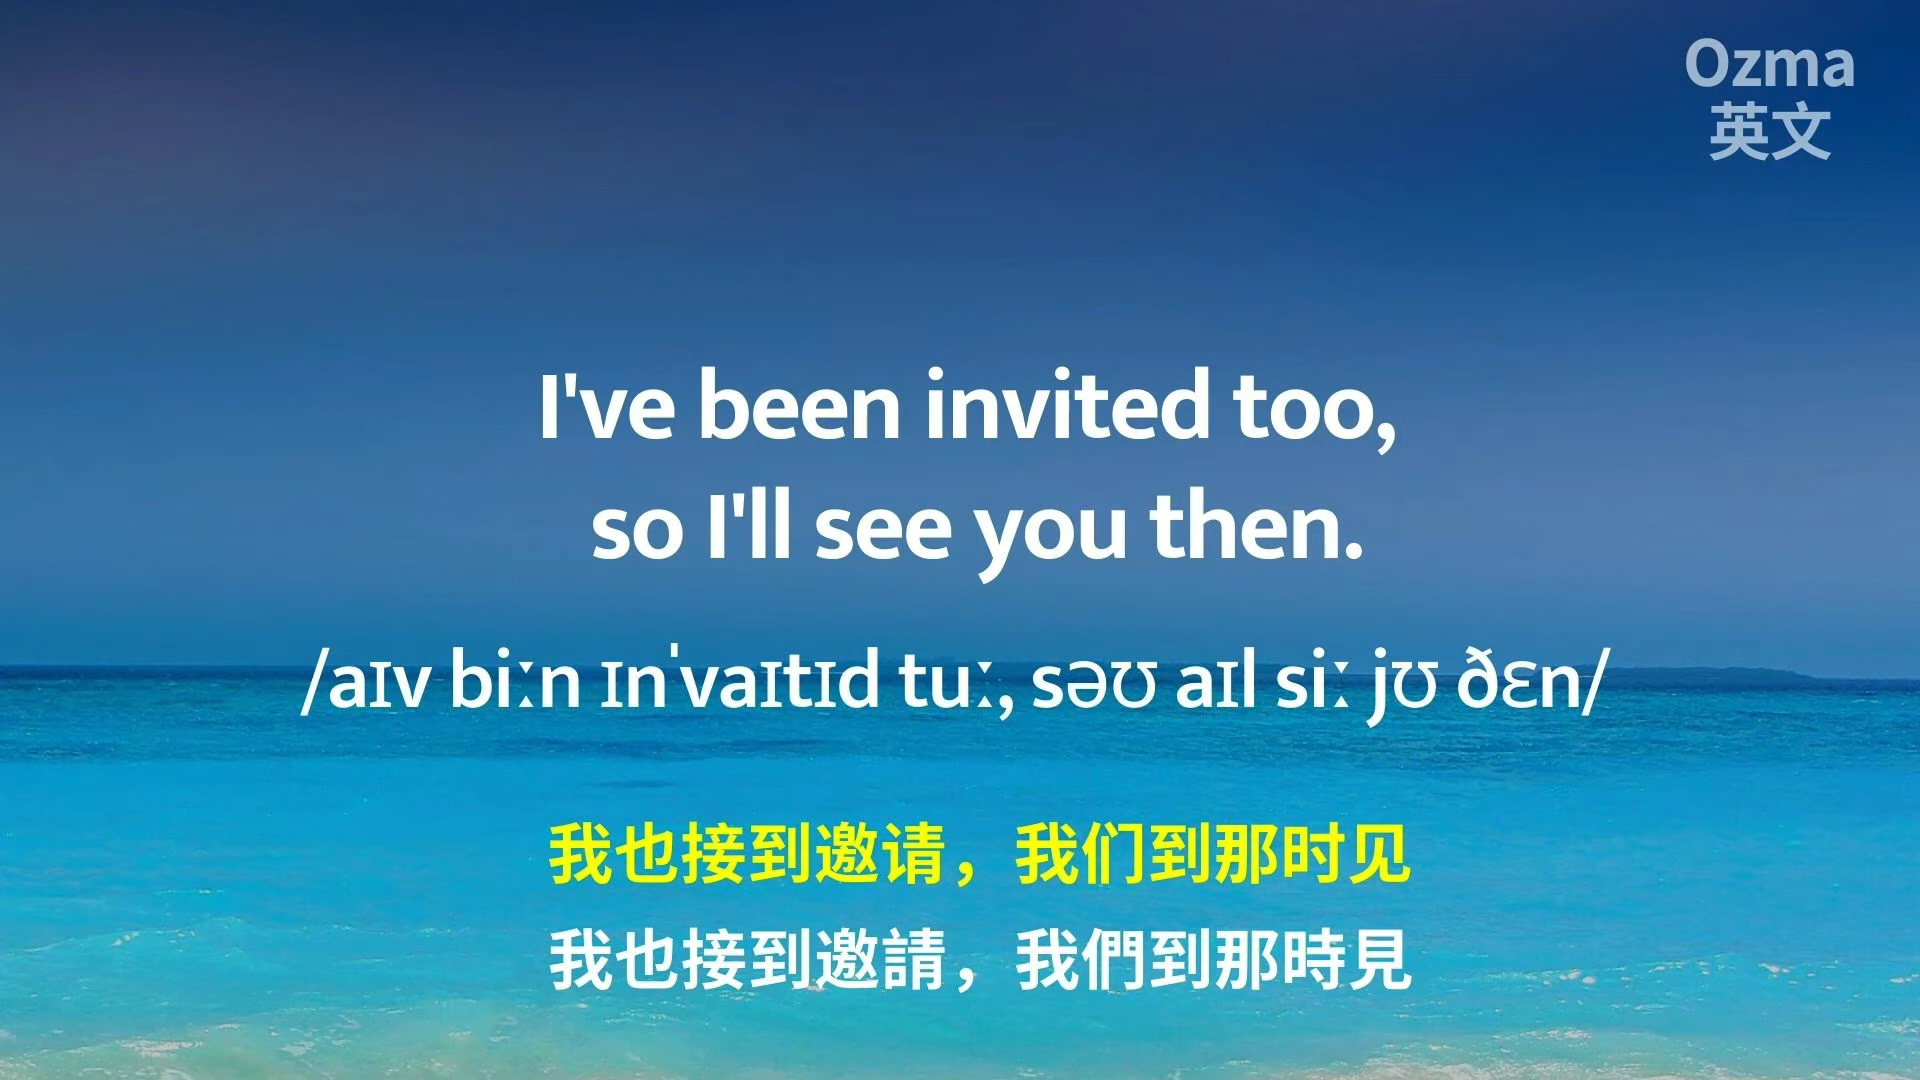 Ozma
英文
I've been invited too,
so I'll see you then.
/aɪv biːn ɪnˈvaɪtɪd tuː, səʊ aɪl siː jʊ ðɛn/
我也接到邀请，我们到那时见
我也接到邀請，我們到那時見